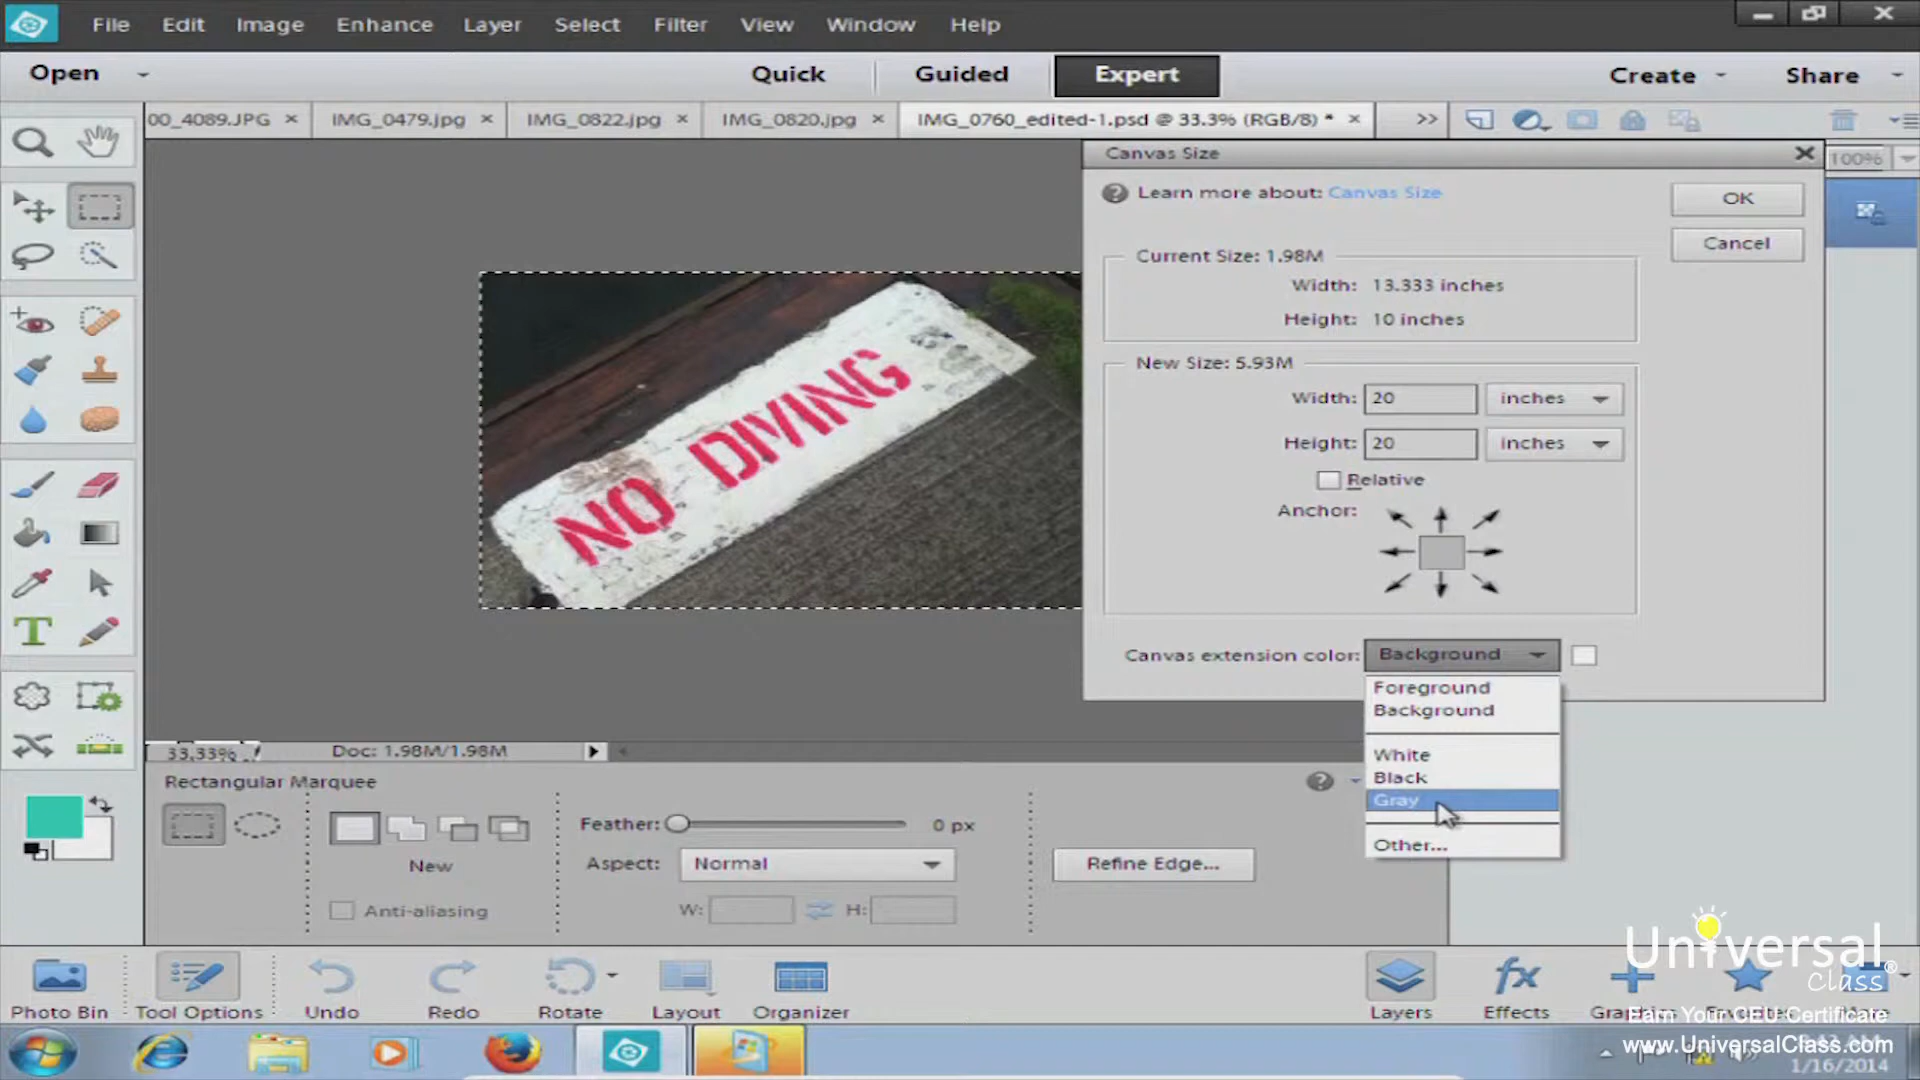 File Edit Image Enhance Layer Select Filter View Window Help
Open Quick Guided Expert Create Share
00_4089.JPG × IMG_0479.jpg × IMG_0822.jpg × IMG_0820.jpg × IMG_0760_edited-1.psd @ 33.3% (RGB/8) * × >>
Canvas Size
100%
Learn more about: Canvas Size
OK
Cancel
Current Size: 1.98M
Width: 13.333 inches
Height: 10 inches
New Size: 5.93M
Width: 20 inches
Height: 20 inches
Relative
Anchor:
Canvas extension color: Background
Foreground
Background
White
Black
Gray
Other...
NO DIVING
33.33% Doc: 1.98M/1.98M
Rectangular Marquee
New
Anti-aliasing
Feather: 0 px
Aspect: Normal
W: H:
Refine Edge...
Photo Bin Tool Options Undo Redo Rotate Layout Organizer Layers Effects
Universal
Class
®
Earn Your CEU Certificate
www.UniversalClass.com
1/16/2014